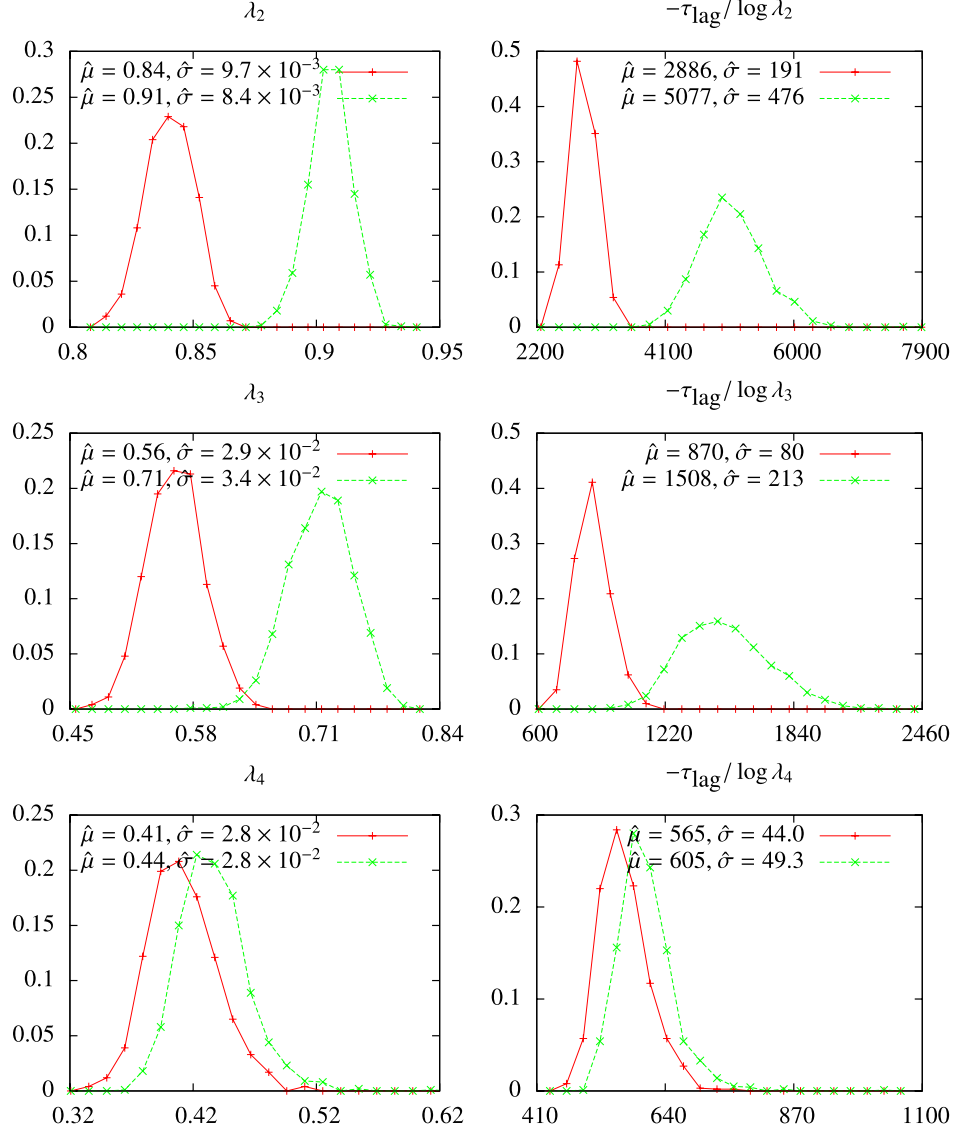 λ₂
0.3
0.25
0.2
0.15
0.1
0.05
0
μ̂ = 0.84, σ̂ = 9.7 × 10⁻³
μ̂ = 0.91, σ̂ = 8.4 × 10⁻³
0.8 0.85 0.9 0.95
−τlag/ log λ₂
0.5
0.4
0.3
0.2
0.1
0
μ̂ = 2886, σ̂ = 191
μ̂ = 5077, σ̂ = 476
2200 4100 6000 7900
λ₃
0.25
0.2
0.15
0.1
0.05
0
μ̂ = 0.56, σ̂ = 2.9 × 10⁻²
μ̂ = 0.71, σ̂ = 3.4 × 10⁻²
0.45 0.58 0.71 0.84
−τlag/ log λ₃
0.5
0.4
0.3
0.2
0.1
0
μ̂ = 870, σ̂ = 80
μ̂ = 1508, σ̂ = 213
600 1220 1840 2460
λ₄
0.25
0.2
0.15
0.1
0.05
0
μ̂ = 0.41, σ̂ = 2.8 × 10⁻²
μ̂ = 0.44, σ̂ = 2.8 × 10⁻²
0.32 0.42 0.52 0.62
−τlag/ log λ₄
0.3
0.2
0.1
0
μ̂ = 565, σ̂ = 44.0
μ̂ = 605, σ̂ = 49.3
410 640 870 1100